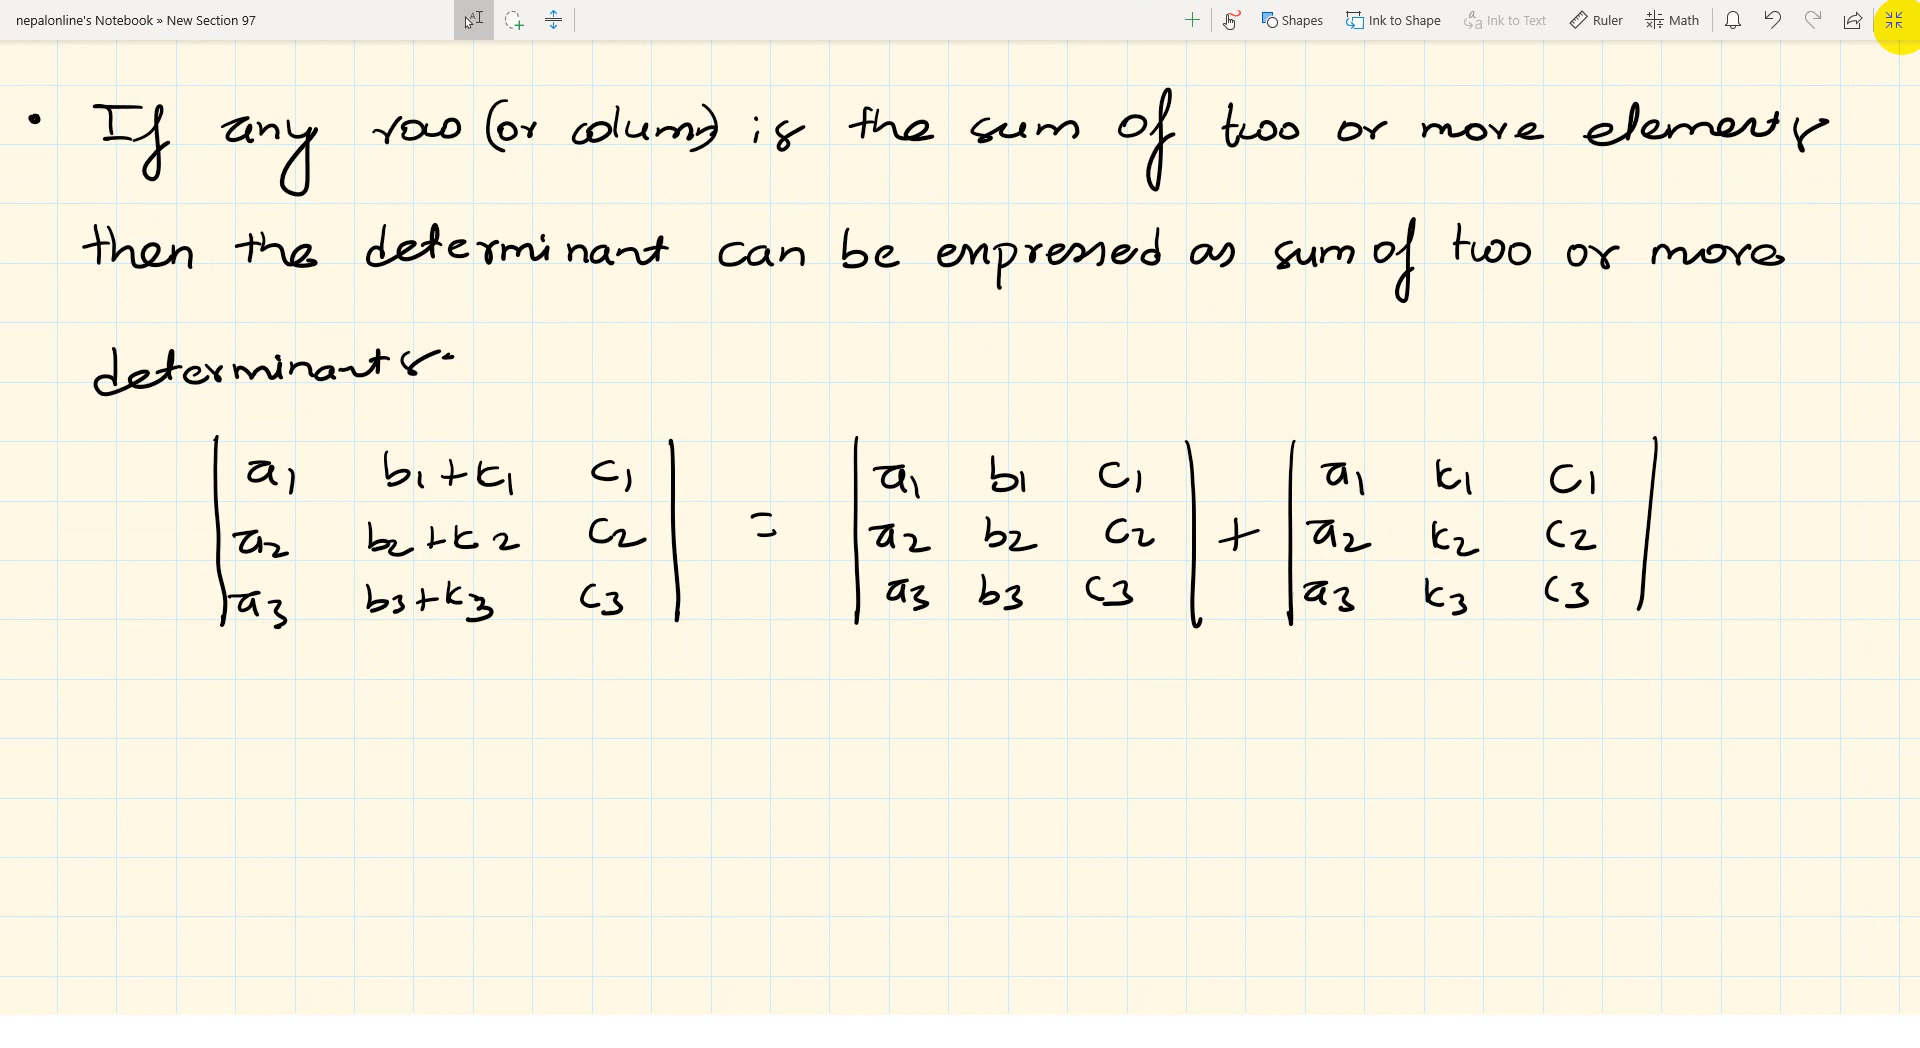 nepalonline's Notebook » New Section 97
Shapes Ink to Shape Ink to Text Ruler Math
• If any row (or column) is the sum of two or more elements
then the determinant can be expressed as sum of two or more
determinants.
| a1 b1+k1 c1 | | a1 b1 c1 | | a1 k1 c1 |
| a2 b2+k2 c2 | = | a2 b2 c2 | + | a2 k2 c2 |
| a3 b3+k3 c3 | | a3 b3 c3 | | a3 k3 c3 |